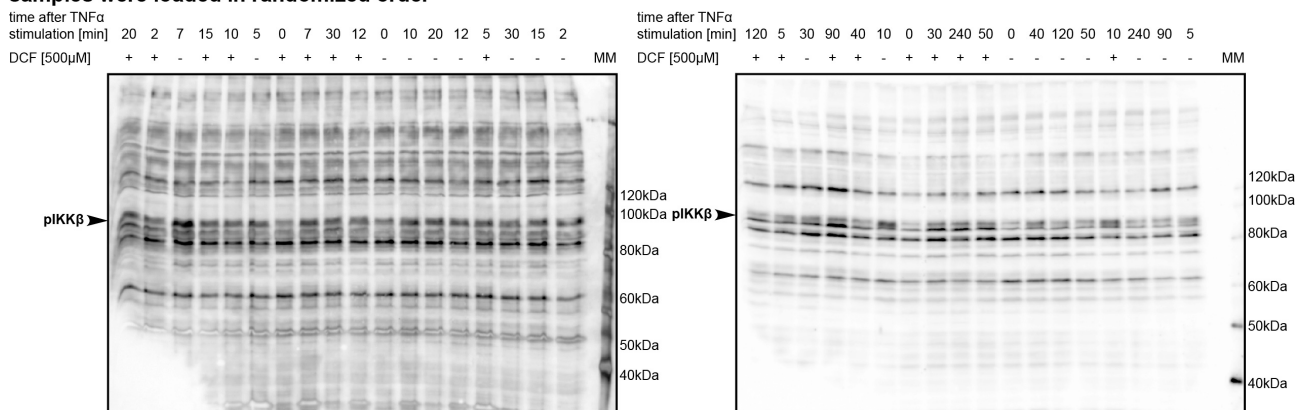 samples were loaded in randomized order
time after TNFα
stimulation [min] 20 2 7 15 10 5 0 7 30 12 0 10 20 12 5 30 15 2
DCF [500µM] + + - + + - + + + + - - - - + - - - MM
120kDa
100kDa
pIKKβ
80kDa
60kDa
50kDa
40kDa
time after TNFα
stimulation [min] 120 5 30 90 40 10 0 30 240 50 0 40 120 50 10 240 90 5
DCF [500µM] + + - + + - + + + + - - - - + - - - MM
120kDa
100kDa
pIKKβ
80kDa
60kDa
50kDa
40kDa